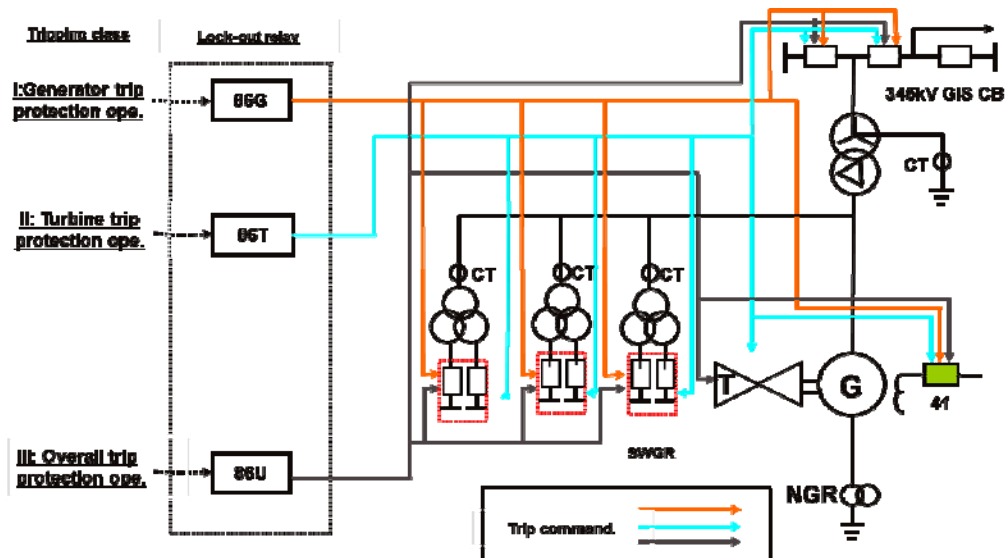 Tripping class
Lock-out relay
I:Generator trip
protection ope.
86G
345kV GIS CB
CT
II: Turbine trip
protection ope.
86T
CT
CT
CT
T
G
41
SWGR
III: Overall trip
protection ope.
86U
NGR
Trip command.